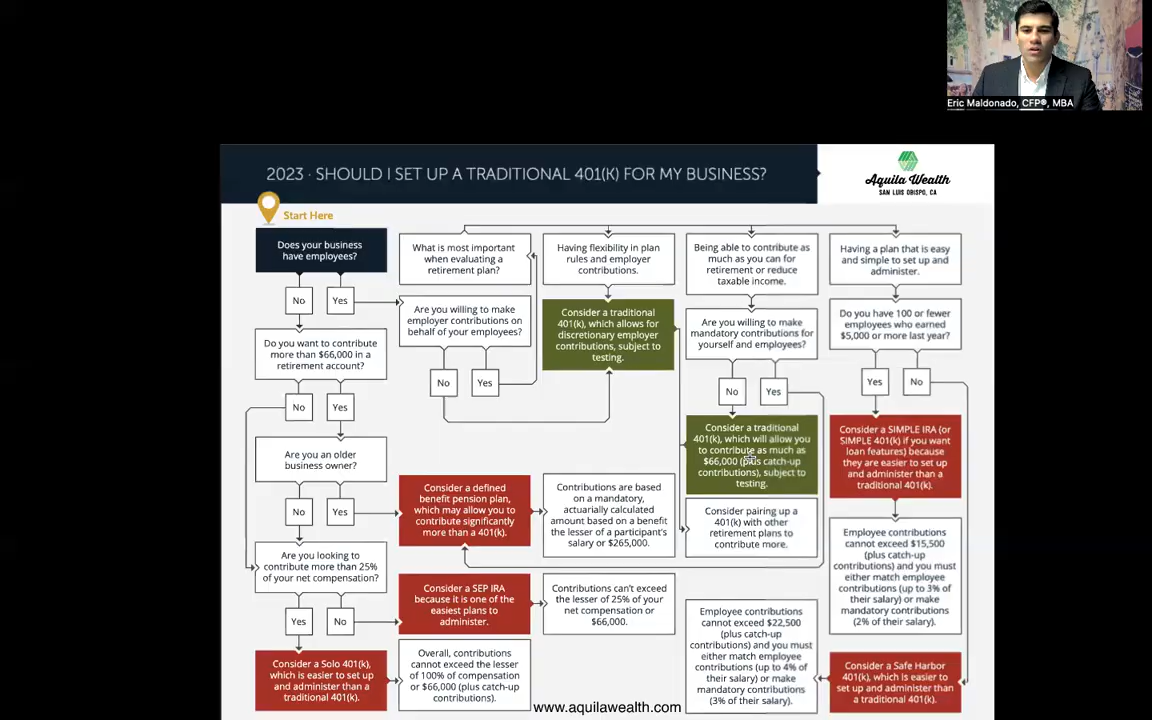 Eric Maldonado, CFP®, MBA
2023 · SHOULD I SET UP A TRADITIONAL 401(K) FOR MY BUSINESS?
Aquila Wealth
SAN LUIS OBISPO, CA
Start Here
Does your business
have employees?
No
Yes
Do you want to contribute
more than $66,000 in a
retirement account?
No
Yes
Are you an older
business owner?
No
Yes
Are you looking to
contribute more than 25%
of your net compensation?
Yes
No
Consider a Solo 401(k),
which is easier to set up
and administer than a
traditional 401(k).
What is most important
when evaluating a
retirement plan?
Are you willing to make
employer contributions on
behalf of your employees?
No
Yes
Consider a defined
benefit pension plan,
which may allow you to
contribute significantly
more than a 401(k).
Consider a SEP IRA
because it is one of the
easiest plans to
administer.
Overall, contributions
cannot exceed the lesser
of 100% of compensation
or $66,000 (plus catch-up
contributions).
Having flexibility in plan
rules and employer
contributions.
Consider a traditional
401(k), which allows for
discretionary employer
contributions, subject to
testing.
Contributions are based
on a mandatory,
actuarially calculated
amount based on a benefit
the lesser of a participant's
salary or $265,000.
Contributions can't exceed
the lesser of 25% of your
net compensation or
$66,000.
Being able to contribute as
much as you can for
retirement or reduce
taxable income.
Are you willing to make
mandatory contributions for
yourself and employees?
No
Yes
Consider a traditional
401(k), which will allow you
to contribute as much as
$66,000 (plus catch-up
contributions), subject to
testing.
Consider pairing up a
401(k) with other
retirement plans to
contribute more.
Employee contributions
cannot exceed $22,500
(plus catch-up
contributions) and you must
either match employee
contributions (up to 4% of
their salary) or make
mandatory contributions
(3% of their salary).
Having a plan that is easy
and simple to set up and
administer.
Do you have 100 or fewer
employees who earned
$5,000 or more last year?
Yes
No
Consider a SIMPLE IRA (or
SIMPLE 401(k) if you want
loan features) because
they are easier to set up
and administer than a
traditional 401(k).
Employee contributions
cannot exceed $15,500
(plus catch-up
contributions) and you must
either match employee
contributions (up to 3% of
their salary) or make
mandatory contributions
(2% of their salary).
Consider a Safe Harbor
401(k), which is easier to
set up and administer than
a traditional 401(k).
www.aquilawealth.com